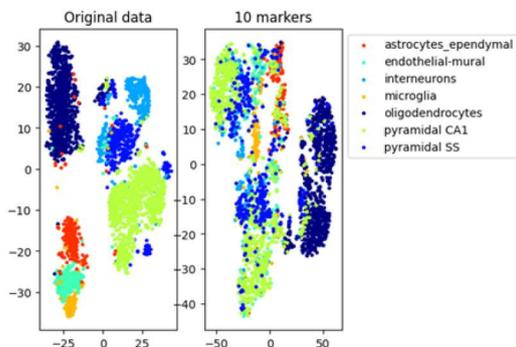 Original data
10 markers
30
20
10
0
−10
−20
−30
−25
0
25
30
20
10
0
−10
−20
−30
−40
−50
0
50
astrocytes_ependymal
endothelial-mural
interneurons
microglia
oligodendrocytes
pyramidal CA1
pyramidal SS